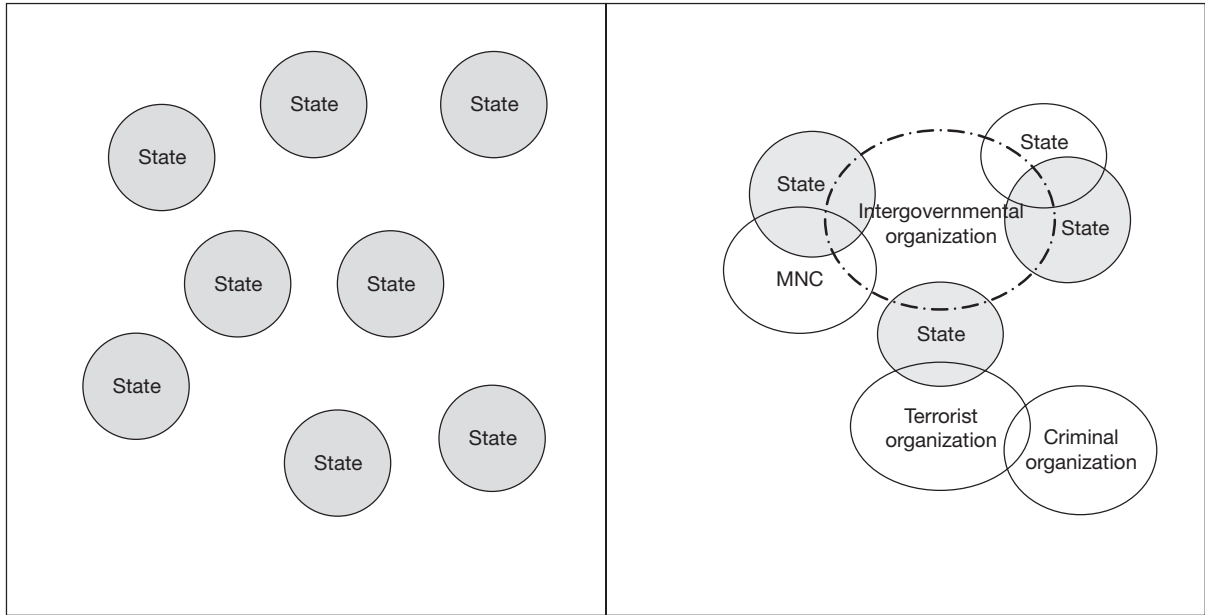 State
State
State
State
State
State
State
State
State
State
Intergovernmental
organization
State
MNC
State
Terrorist
organization
Criminal
organization